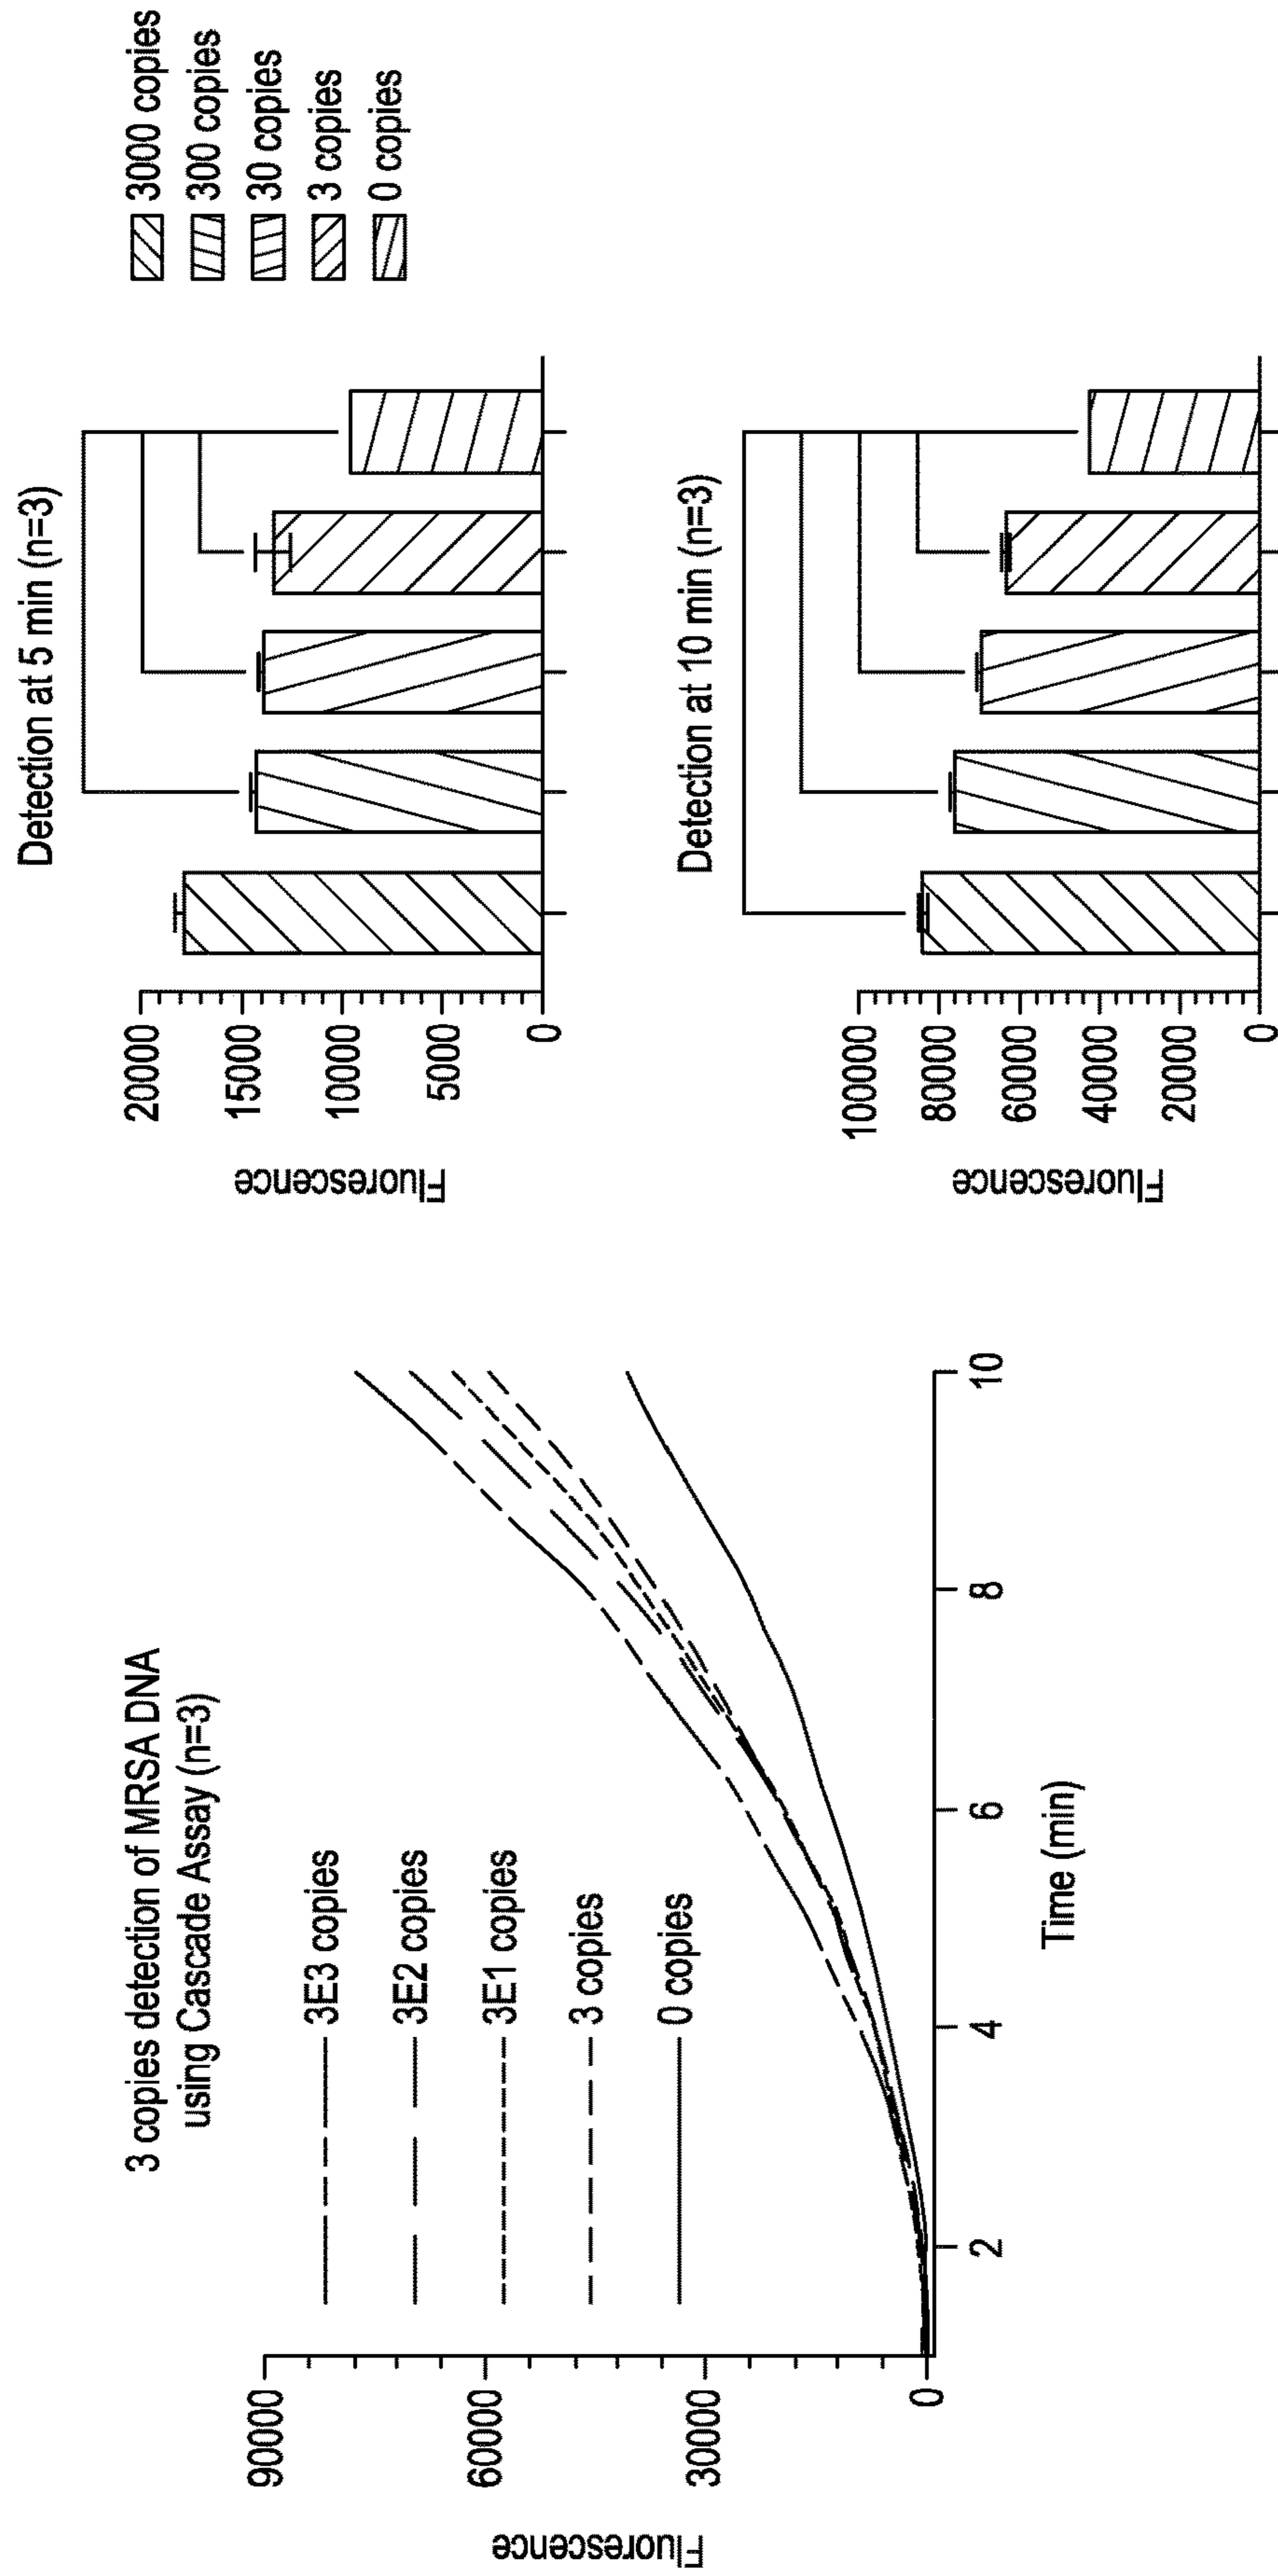 3 copies detection of MRSA DNA
using Cascade Assay (n=3)
3E3 copies
3E2 copies
3E1 copies
3 copies
0 copies
Fluorescence
90000
60000
30000
0
2
4
6
8
10
Time (min)
Detection at 5 min (n=3)
Fluorescence
20000
15000
10000
5000
0
3000 copies
300 copies
30 copies
3 copies
0 copies
Detection at 10 min (n=3)
Fluorescence
100000
80000
60000
40000
20000
0